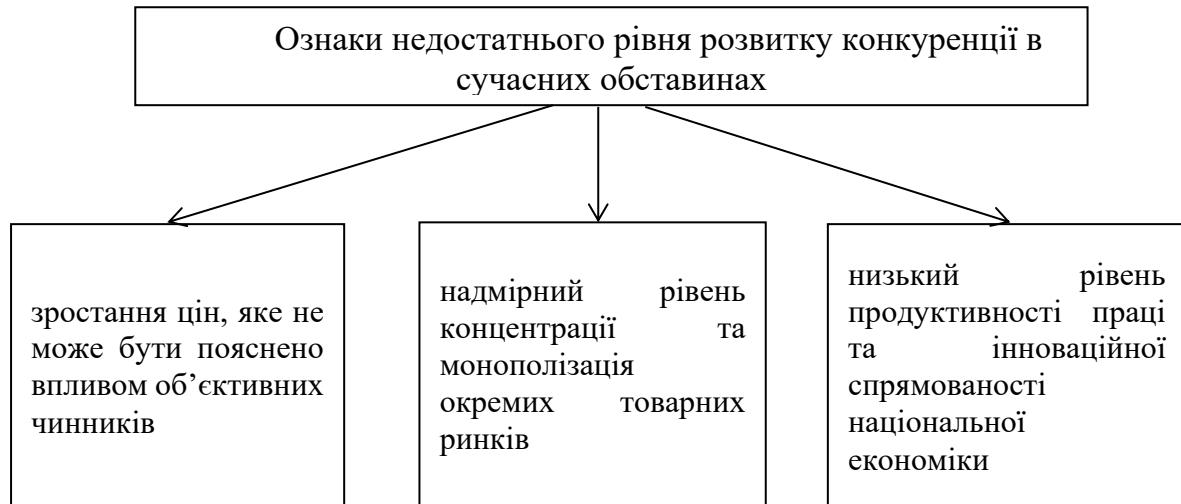 Ознаки недостатнього рівня розвитку конкуренції в
сучасних обставинах
зростання цін, яке не
може бути пояснено
впливом об’єктивних
чинників
надмірний рівень
концентрації та
монополізація
окремих товарних
ринків
низький рівень
продуктивності праці
та інноваційної
спрямованості
національної
економіки